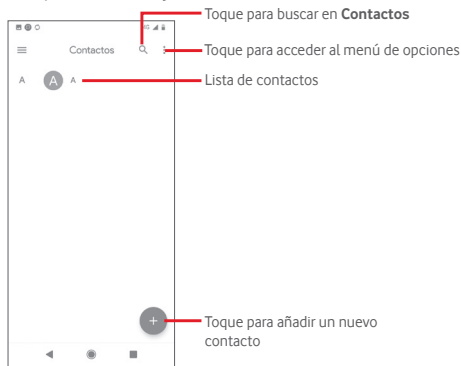 Toque para buscar en Contactos
4G
Contactos
Toque para acceder al menú de opciones
A A A
Lista de contactos
+
Toque para añadir un nuevo
contacto